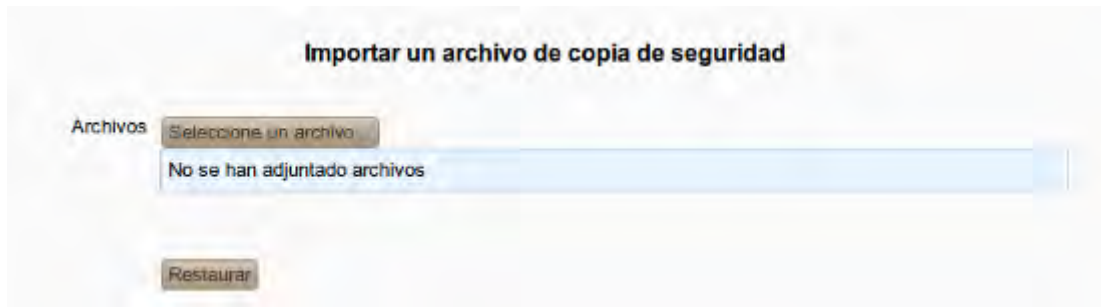 Importar un archivo de copia de seguridad
Archivos
Seleccione un archivo...
No se han adjuntado archivos
Restaurar